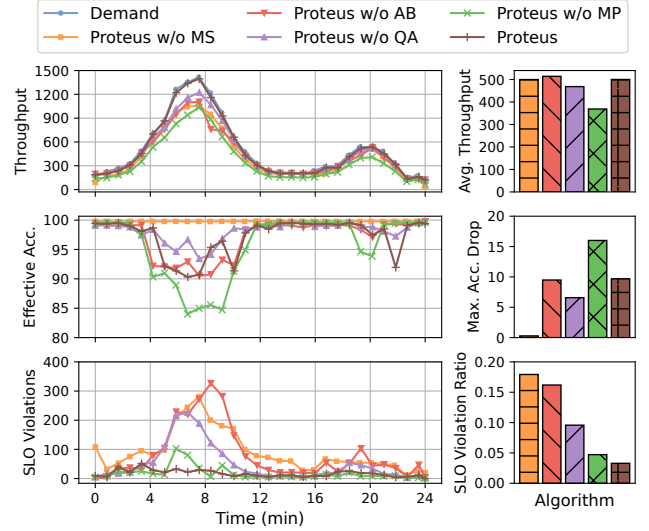 Demand
Proteus w/o AB
Proteus w/o MP
Proteus w/o MS
Proteus w/o QA
Proteus
Throughput
1500
1200
900
600
300
0
Avg. Throughput
500
400
300
200
100
0
Effective Acc.
100
95
90
85
80
Max. Acc. Drop
20
15
10
5
0
SLO Violations
400
300
200
100
0
0 4 8 12 16 20 24
Time (min)
SLO Violation Ratio
0.20
0.15
0.10
0.05
0.00
Algorithm